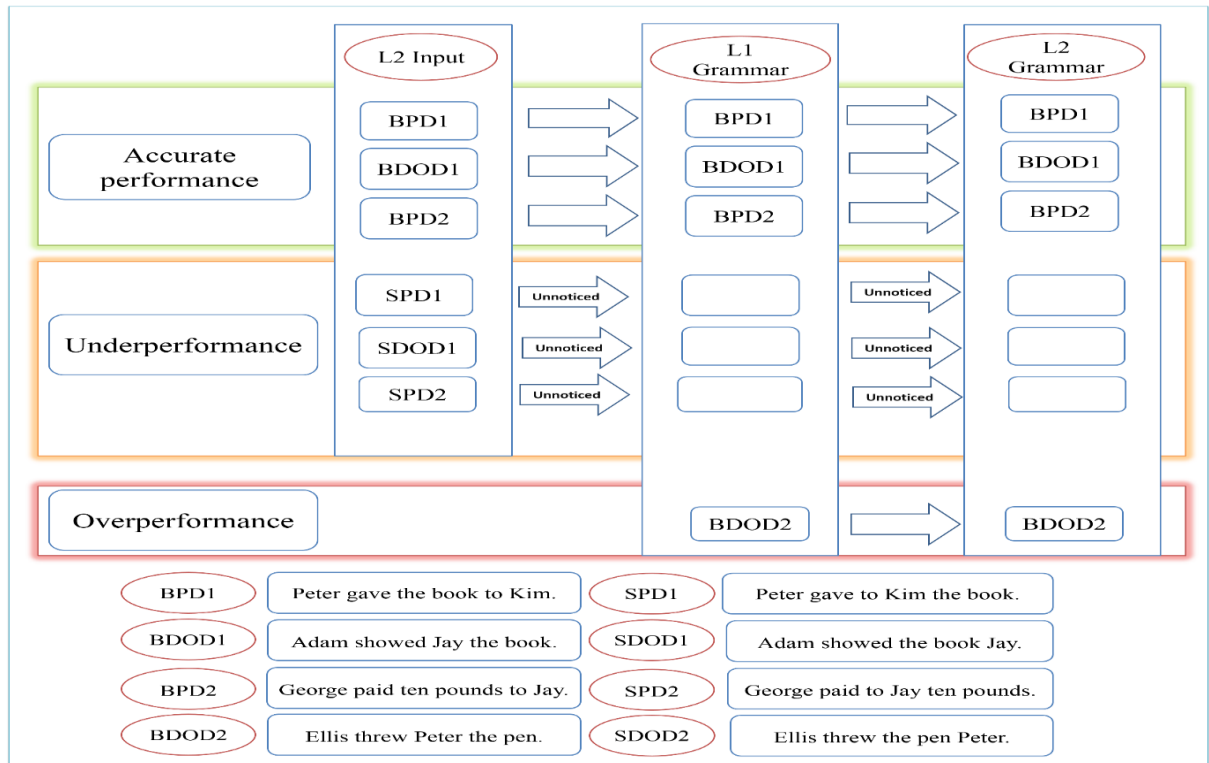 L2 Input
L1
Grammar
L2
Grammar
Accurate
performance
BPD1
BPD1
BPD1
BDOD1
BDOD1
BDOD1
BPD2
BPD2
BPD2
Underperformance
SPD1
Unnoticed
Unnoticed
SDOD1
Unnoticed
Unnoticed
SPD2
Unnoticed
Unnoticed
Overperformance
BDOD2
BDOD2
BPD1
Peter gave the book to Kim.
SPD1
Peter gave to Kim the book.
BDOD1
Adam showed Jay the book.
SDOD1
Adam showed the book Jay.
BPD2
George paid ten pounds to Jay.
SPD2
George paid to Jay ten pounds.
BDOD2
Ellis threw Peter the pen.
SDOD2
Ellis threw the pen Peter.